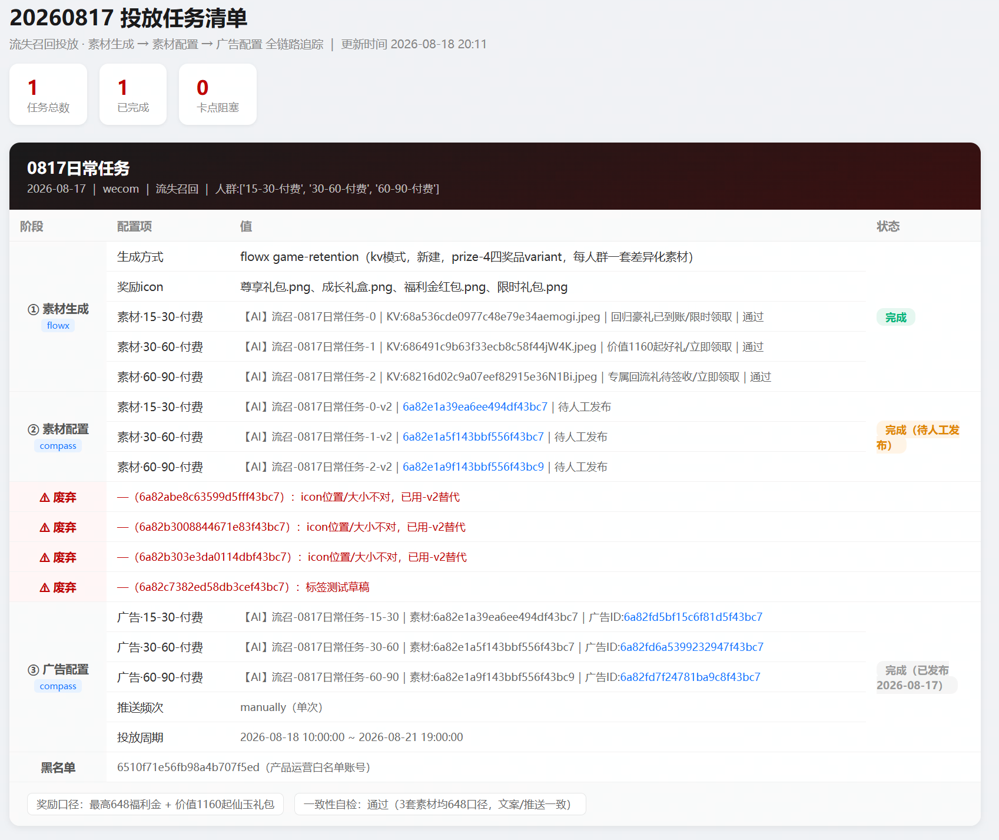 20260817 投放任务清单
流失召回投放 · 素材生成 → 素材配置 → 广告配置 全链路追踪 | 更新时间 2026-08-18 20:11
1
任务总数
1
已完成
0
卡点阻塞
0817日常任务
2026-08-17 | wecom | 流失召回 | 人群:['15-30-付费', '30-60-付费', '60-90-付费']
阶段 配置项 值 状态
① 素材生成
flowx
生成方式 flowx game-retention（kv模式，新建，prize-4四奖品variant，每人群一套差异化素材）
奖励icon 尊享礼包.png、成长礼盒.png、福利金红包.png、限时礼包.png
素材·15-30-付费 【AI】流召-0817日常任务-0 | KV:68a536cde0977c48e79e34aemogi.jpeg | 回归豪礼已到账/限时领取 | 通过
素材·30-60-付费 【AI】流召-0817日常任务-1 | KV:686491c9b63f33ecb8c58f44jW4K.jpeg | 价值1160起好礼/立即领取 | 通过
素材·60-90-付费 【AI】流召-0817日常任务-2 | KV:68216d02c9a07eef82915e36N1Bi.jpeg | 专属回流礼待签收/立即领取 | 通过
完成
② 素材配置
compass
素材·15-30-付费 【AI】流召-0817日常任务-0-v2 | 6a82e1a39ea6ee494df43bc7 | 待人工发布
素材·30-60-付费 【AI】流召-0817日常任务-1-v2 | 6a82e1a5f143bbf556f43bc7 | 待人工发布
素材·60-90-付费 【AI】流召-0817日常任务-2-v2 | 6a82e1a9f143bbf556f43bc9 | 待人工发布
完成（待人工发
布）
⚠ 废弃 —（6a82abe8c63599d5fff43bc7）：icon位置/大小不对，已用-v2替代
⚠ 废弃 —（6a82b3008844671e83f43bc7）：icon位置/大小不对，已用-v2替代
⚠ 废弃 —（6a82b303e3da0114dbf43bc7）：icon位置/大小不对，已用-v2替代
⚠ 废弃 —（6a82c7382ed58db3cef43bc7）：标签测试草稿
③ 广告配置
compass
广告·15-30-付费 【AI】流召-0817日常任务-15-30 | 素材:6a82e1a39ea6ee494df43bc7 | 广告ID:6a82fd5bf15c6f81d5f43bc7
广告·30-60-付费 【AI】流召-0817日常任务-30-60 | 素材:6a82e1a5f143bbf556f43bc7 | 广告ID:6a82fd6a5399232947f43bc7
广告·60-90-付费 【AI】流召-0817日常任务-60-90 | 素材:6a82e1a9f143bbf556f43bc9 | 广告ID:6a82fd7f24781ba9c8f43bc7
推送频次 manually（单次）
投放周期 2026-08-18 10:00:00 ~ 2026-08-21 19:00:00
完成（已发布
2026-08-17）
黑名单 6510f71e56fb98a4b707f5ed（产品运营白名单账号）
奖励口径：最高648福利金 + 价值1160起仙玉礼包
一致性自检：通过（3套素材均648口径，文案/推送一致）